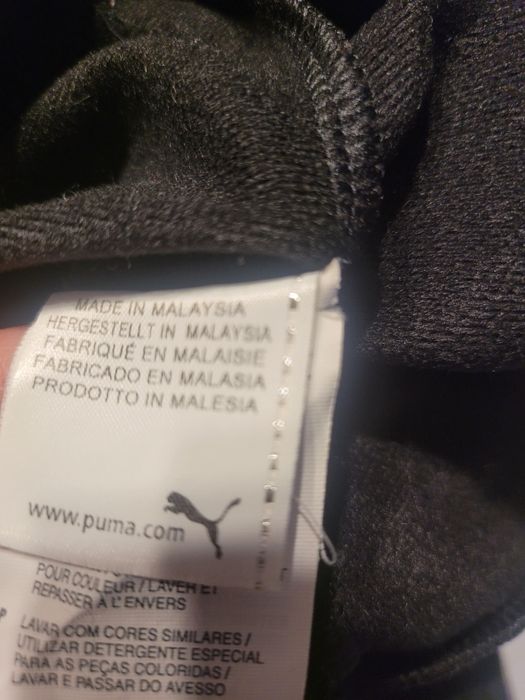 MADE IN MALAYSIA
HERGESTELLT IN MALAYSIA
FABRIQUÉ EN MALAISIE
FABRICADO EN MALASIA
PRODOTTO IN MALESIA
www.puma.com
POUR COULEUR / LAVER ET
REPASSER À L'ENVERS
LAVAR COM CORES SIMILARES /
UTILIZAR DETERGENTE ESPECIAL
PARA AS PEÇAS COLORIDAS /
LAVAR E PASSAR DO AVESSO